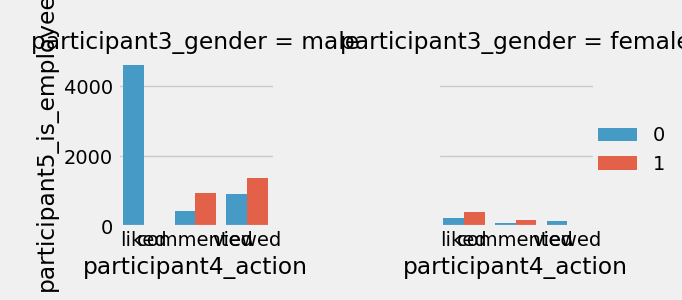 participant3_gender = male
participant3_gender = female
participant5_is_employee
4000
2000
0
liked
commented
viewed
liked
commented
viewed
participant4_action
participant4_action
0
1